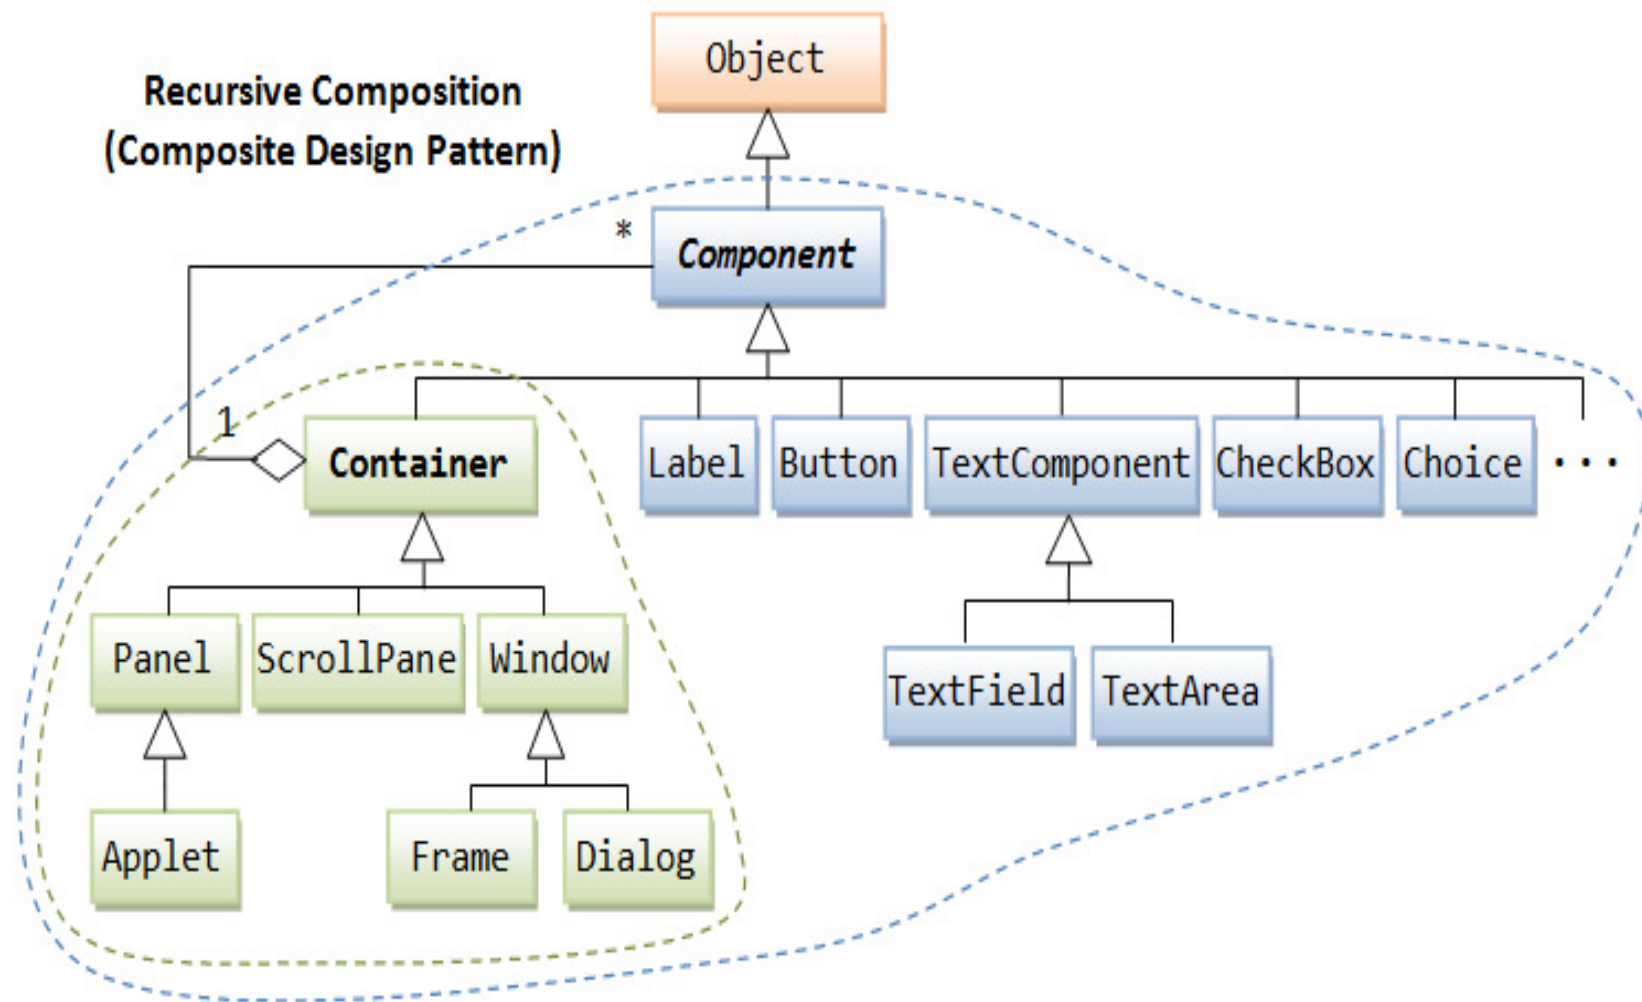 Object
Recursive Composition
(Composite Design Pattern)
*
Component
1
Container
Label
Button
TextComponent
CheckBox
Choice
...
Panel
ScrollPane
Window
TextField
TextArea
Applet
Frame
Dialog